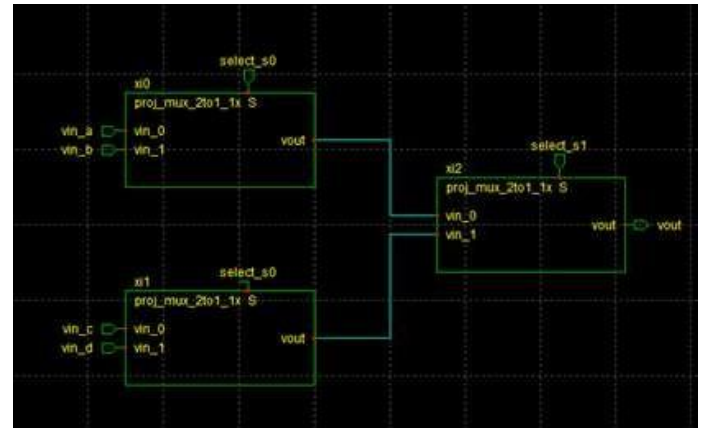 select_s0
xi0
proj_mux_2to1_1x S
vin_a vin_0
vin_b vin_1
vout
select_s1
xi2
proj_mux_2to1_1x S
vin_0
vin_1
vout vout
select_s0
xi1
proj_mux_2to1_1x S
vin_c vin_0
vin_d vin_1
vout